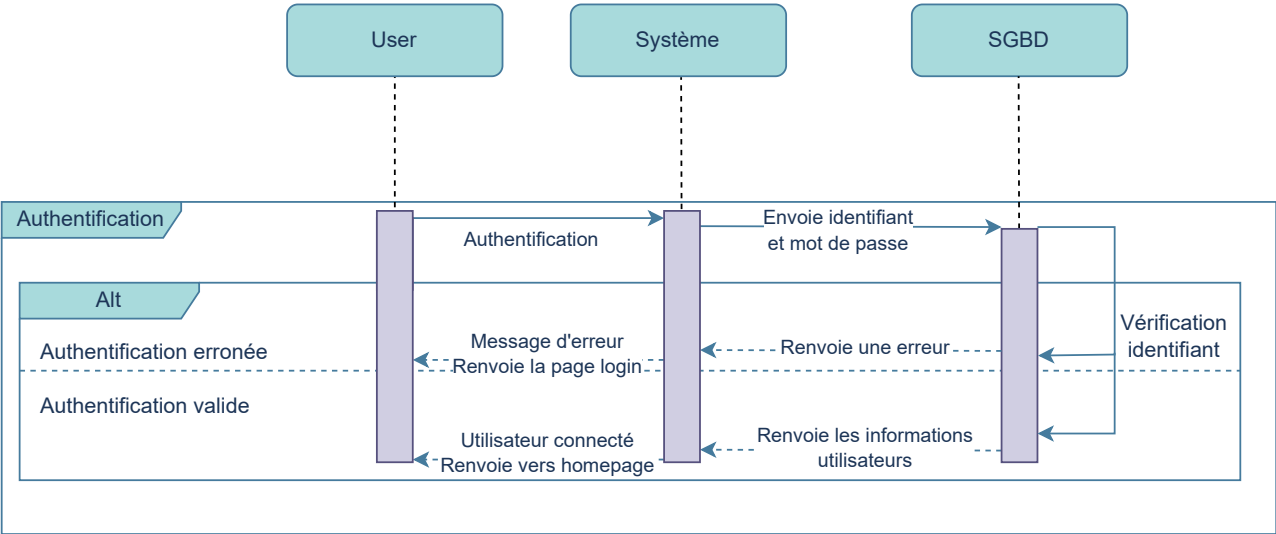 User
Système
SGBD
Authentification
Authentification
Envoie identifiant
et mot de passe
Alt
Vérification
identifiant
Authentification erronée
Message d'erreur
Renvoie la page login
Renvoie une erreur
Authentification valide
Utilisateur connecté
Renvoie vers homepage
Renvoie les informations
utilisateurs